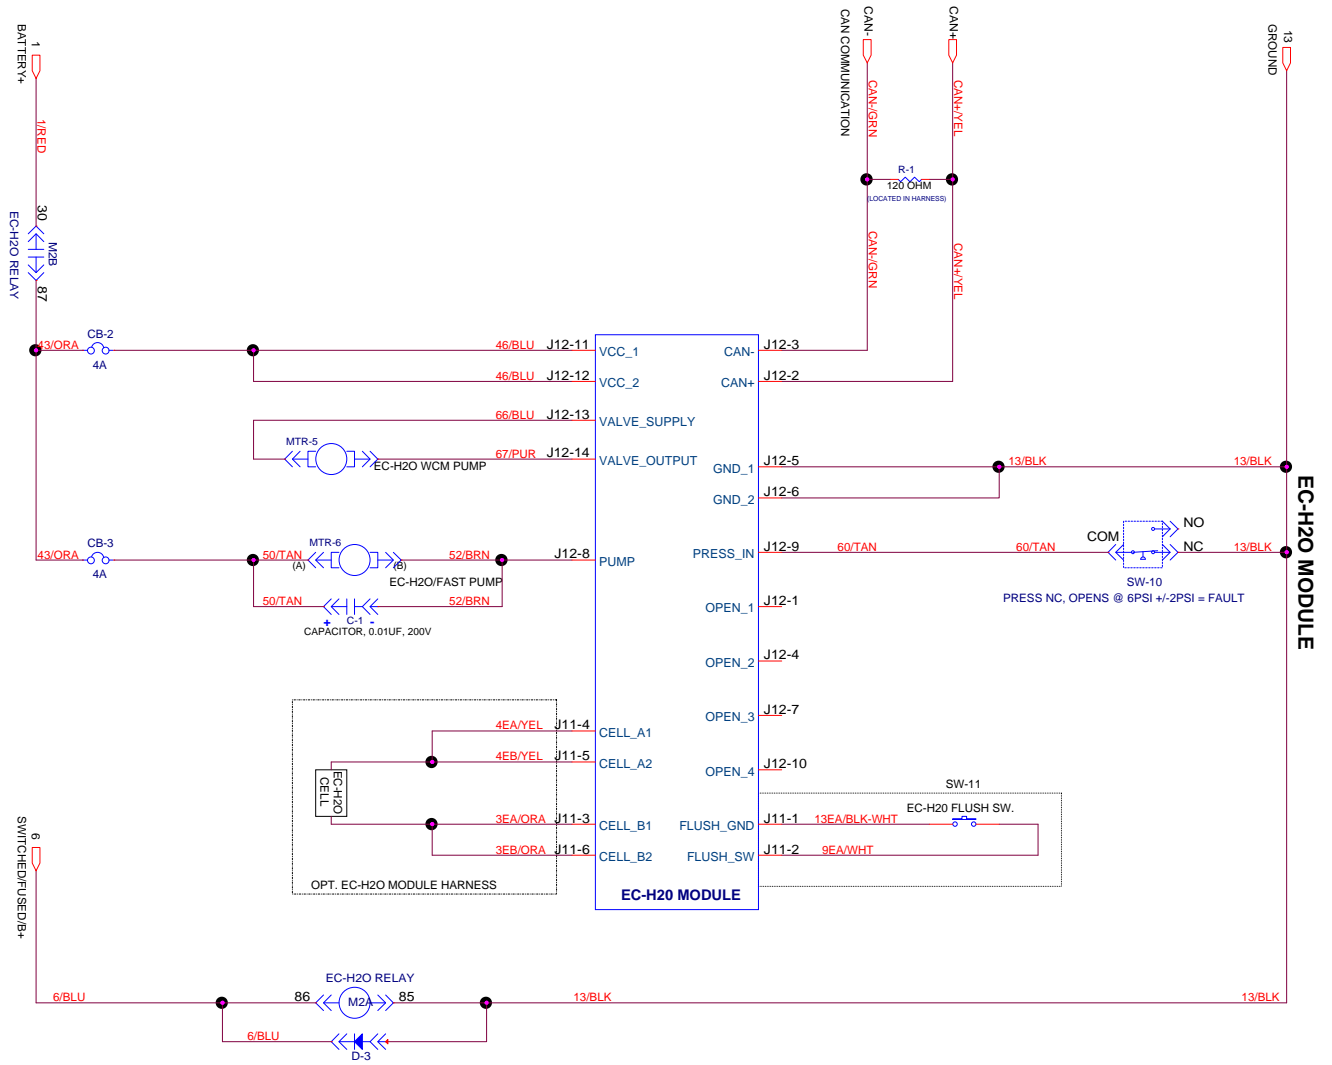 1
BATTERY+
1/RED
30
M2B
EC-H2O RELAY
87
CAN-
CAN COMMUNICATION
CAN+
CAN-/GRN
CAN+/YEL
R-1
120 OHM
(LOCATED IN HARNESS)
CAN-/GRN
CAN+/YEL
13
GROUND
EC-H2O MODULE
43/ORA
CB-2
4A
46/BLU
J12-11
VCC_1
46/BLU
J12-12
VCC_2
66/BLU
J12-13
VALVE_SUPPLY
MTR-5
EC-H2O WCM PUMP
67/PUR
J12-14
VALVE_OUTPUT
43/ORA
CB-3
4A
50/TAN
(A)
MTR-6
(B)
52/BRN
EC-H2O/FAST PUMP
J12-8
PUMP
50/TAN
+
C-1
-
52/BRN
CAPACITOR, 0.01UF, 200V
4EA/YEL
J11-4
CELL_A1
4EB/YEL
J11-5
CELL_A2
EC-H2O
CELL
3EA/ORA
J11-3
CELL_B1
3EB/ORA
J11-6
CELL_B2
OPT. EC-H2O MODULE HARNESS
EC-H20 MODULE
CAN-
J12-3
CAN+
J12-2
GND_1
J12-5
13/BLK
13/BLK
GND_2
J12-6
PRESS_IN
J12-9
60/TAN
60/TAN
COM
NO
NC
13/BLK
SW-10
PRESS NC, OPENS @ 6PSI +/-2PSI = FAULT
OPEN_1
J12-1
OPEN_2
J12-4
OPEN_3
J12-7
OPEN_4
J12-10
SW-11
EC-H20 FLUSH SW.
FLUSH_GND
J11-1
13EA/BLK-WHT
FLUSH_SW
J11-2
9EA/WHT
6
SWITCHED/FUSED/B+
6/BLU
EC-H2O RELAY
86
M2A
85
13/BLK
13/BLK
6/BLU
D-3